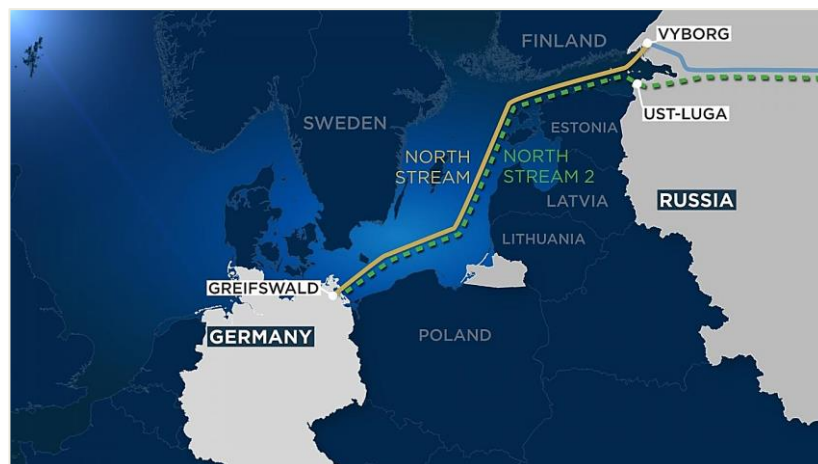 VYBORG
FINLAND
SWEDEN
UST-LUGA
ESTONIA
NORTH
STREAM
NORTH
STREAM 2
LATVIA
RUSSIA
LITHUANIA
GREIFSWALD
GERMANY
POLAND